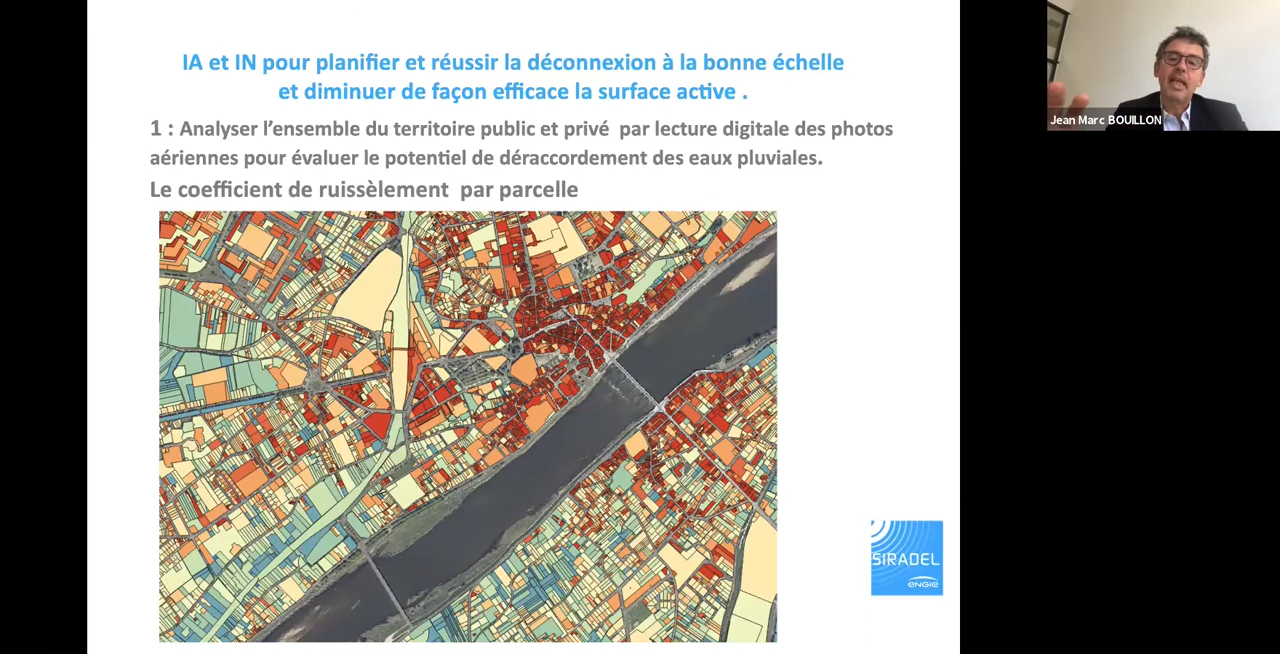 IA et IN pour planifier et réussir la déconnexion à la bonne échelle
et diminuer de façon efficace la surface active .
1 : Analyser l’ensemble du territoire public et privé par lecture digitale des photos
aériennes pour évaluer le potentiel de déraccordement des eaux pluviales.
Le coefficient de ruissèlement par parcelle
Jean Marc BOUILLON
SIRADEL
ENGIE